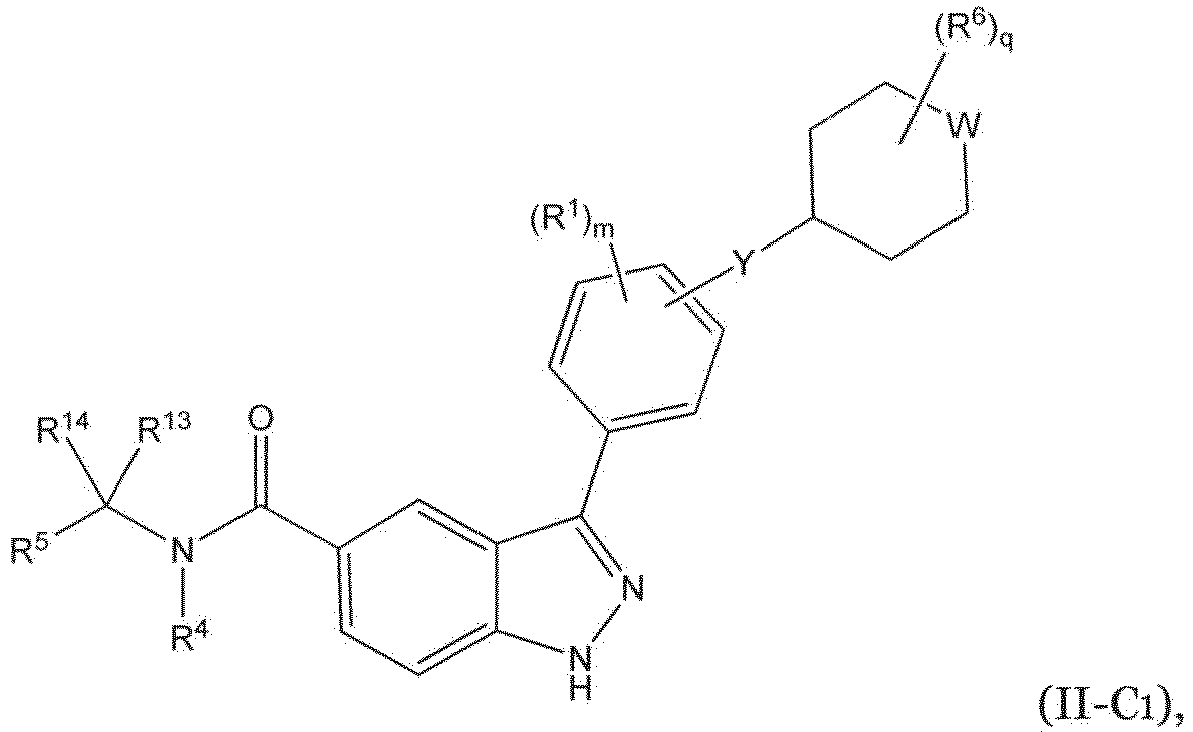 (R⁶)q
W
(R¹)m
Y
R¹⁴ R¹³ O
R⁵ N
R⁴
N
N
H
(II-C1),